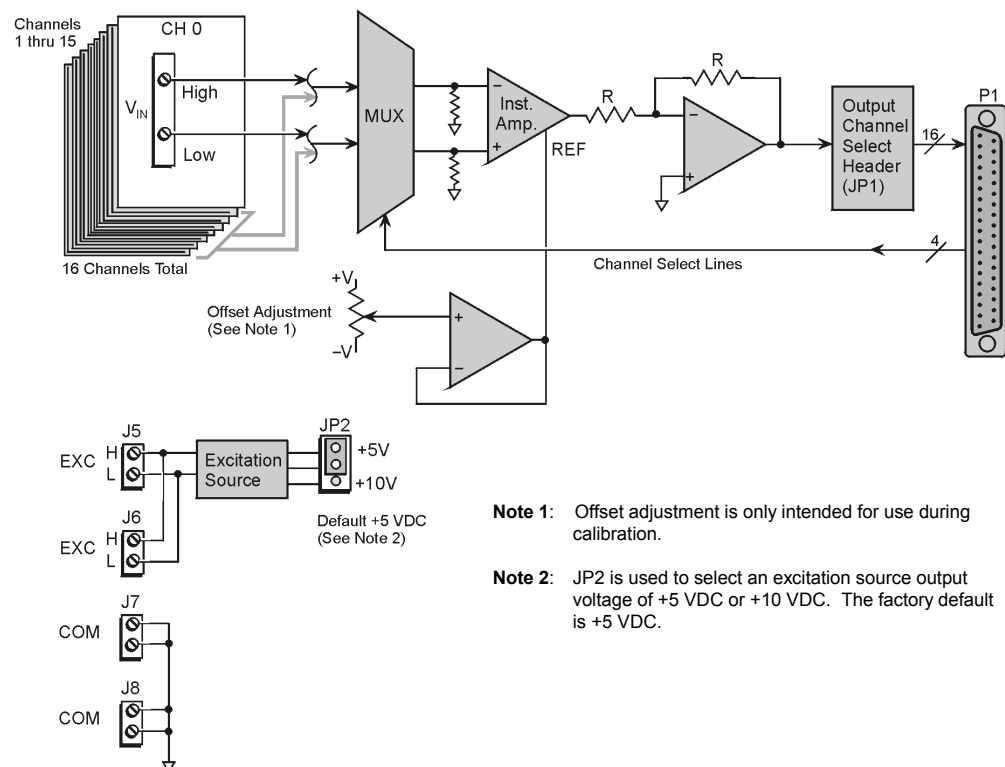 Channels
1 thru 15
CH 0
High
VIN
Low
16 Channels Total
MUX
−
Inst.
Amp.
+
REF
R
R
−
+
Output
Channel
Select
Header
(JP1)
16
P1
4
Channel Select Lines
+V
Offset Adjustment
(See Note 1)
−V
+
−
J5
EXC H
L
Excitation
Source
JP2
+5V
+10V
Default +5 VDC
(See Note 2)
J6
EXC H
L
J7
COM
J8
COM
Note 1: Offset adjustment is only intended for use during
calibration.
Note 2: JP2 is used to select an excitation source output
voltage of +5 VDC or +10 VDC. The factory default
is +5 VDC.